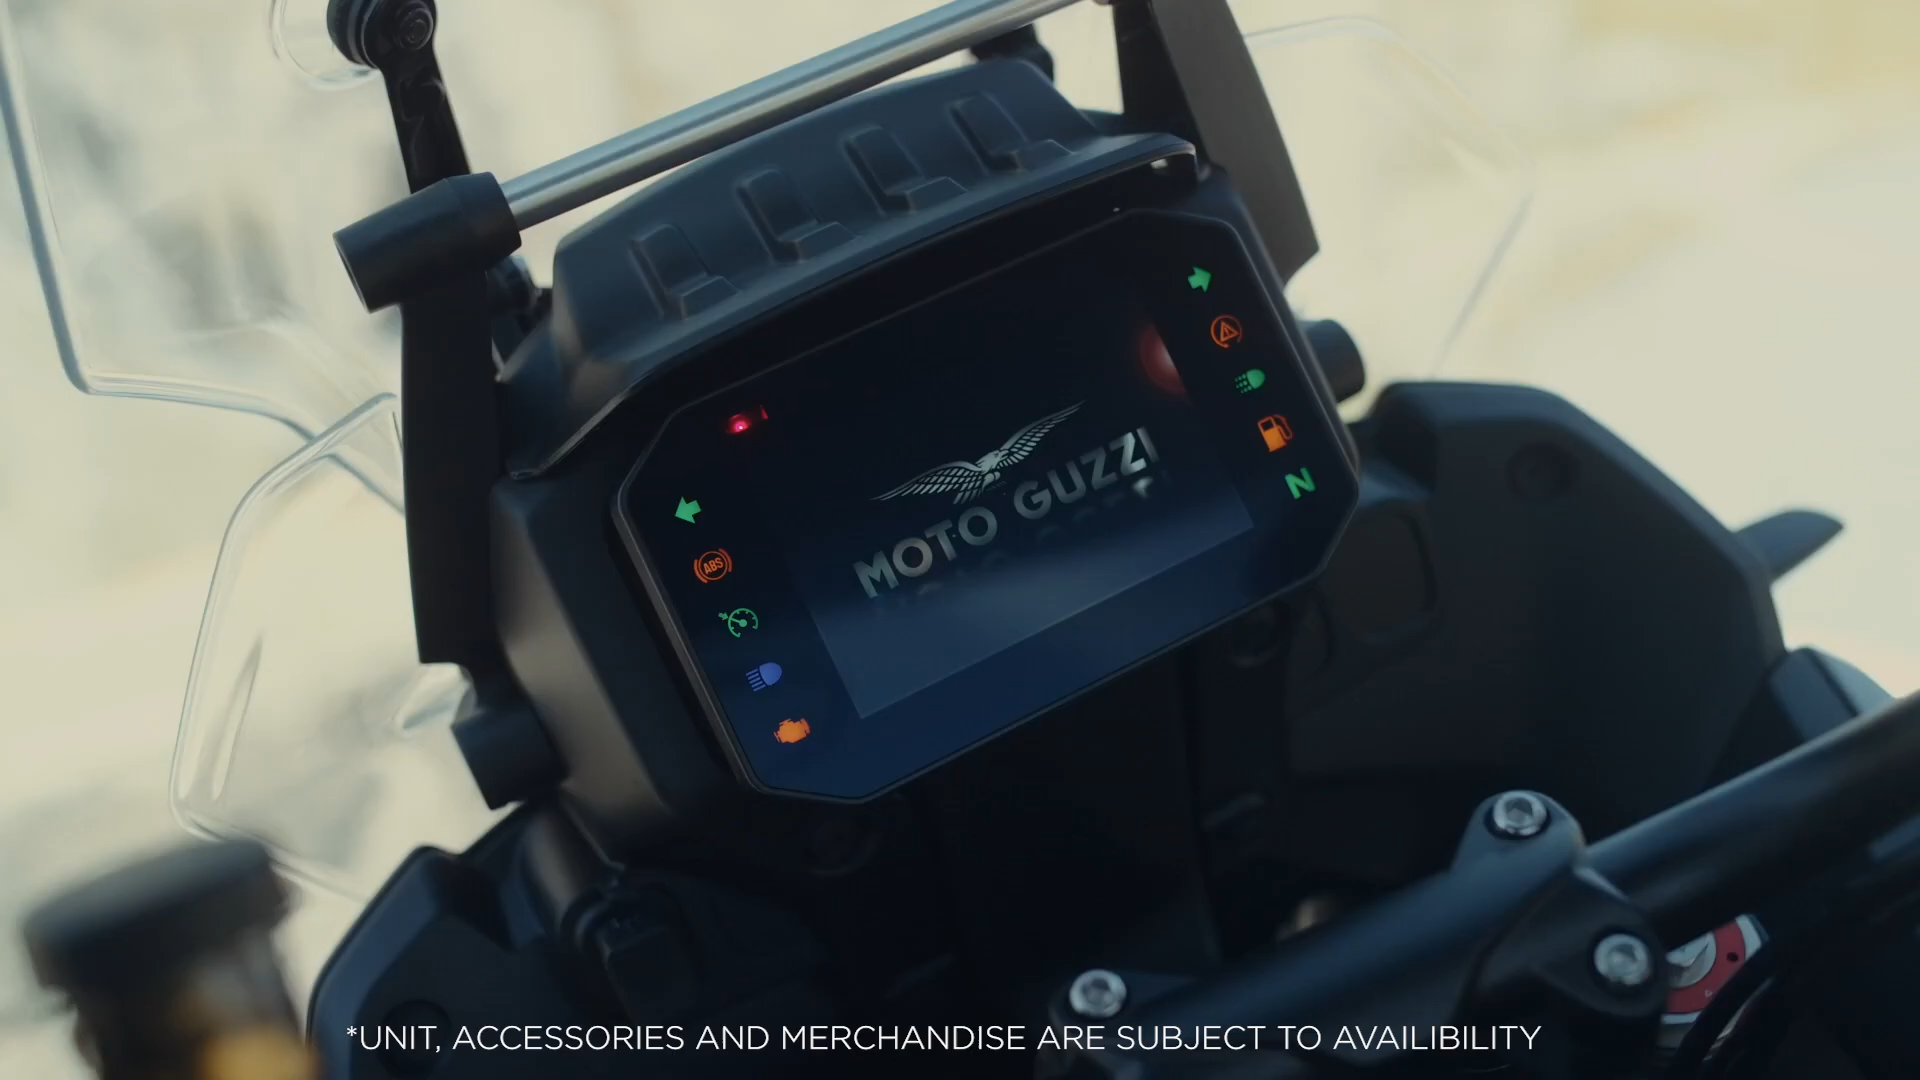 MOTO GUZZI
ABS
N
*UNIT, ACCESSORIES AND MERCHANDISE ARE SUBJECT TO AVAILIBILITY